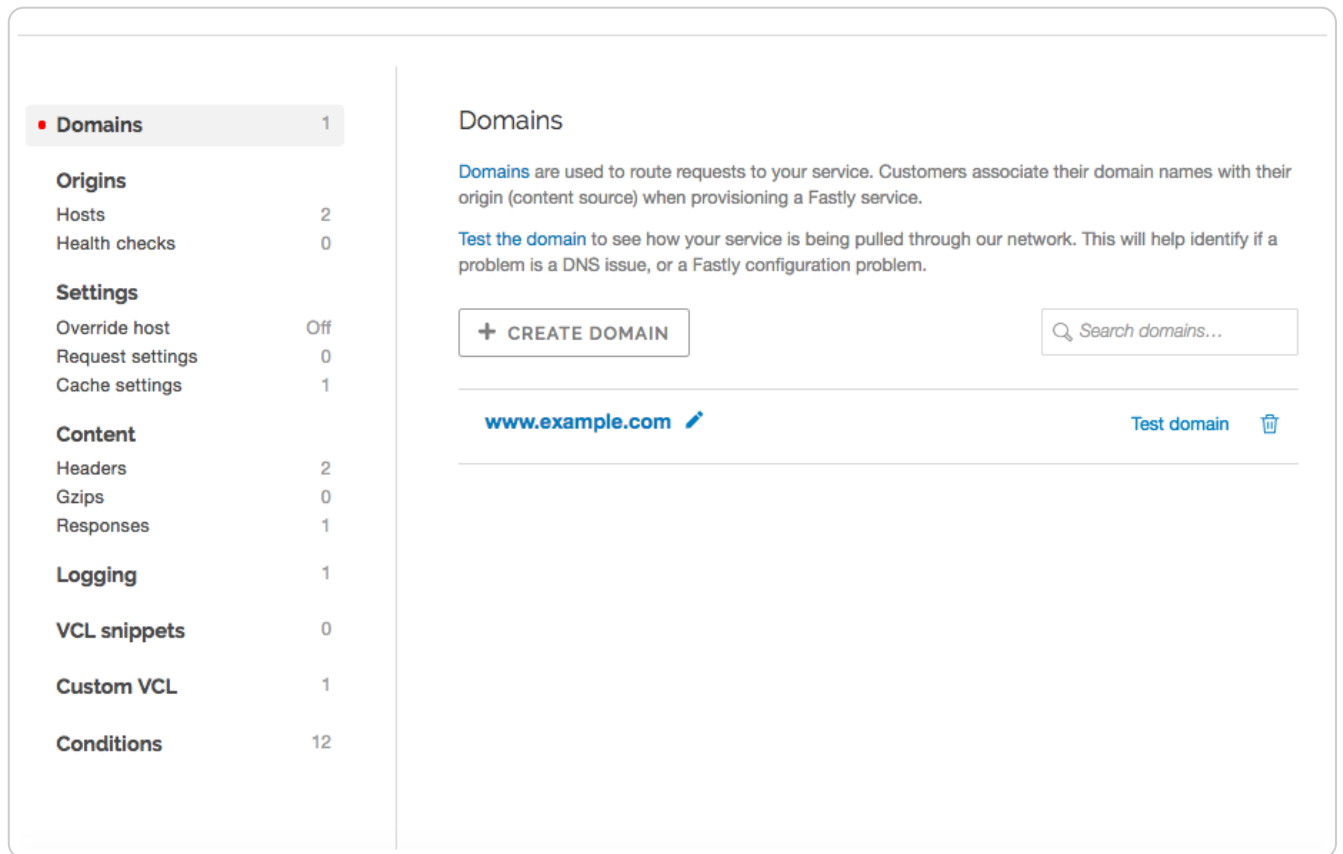 Domains 1
Origins
Hosts 2
Health checks 0
Settings
Override host Off
Request settings 0
Cache settings 1
Content
Headers 2
Gzips 0
Responses 1
Logging 1
VCL snippets 0
Custom VCL 1
Conditions 12
Domains
Domains are used to route requests to your service. Customers associate their domain names with their
origin (content source) when provisioning a Fastly service.
Test the domain to see how your service is being pulled through our network. This will help identify if a
problem is a DNS issue, or a Fastly configuration problem.
+ CREATE DOMAIN
Search domains...
www.example.com
Test domain